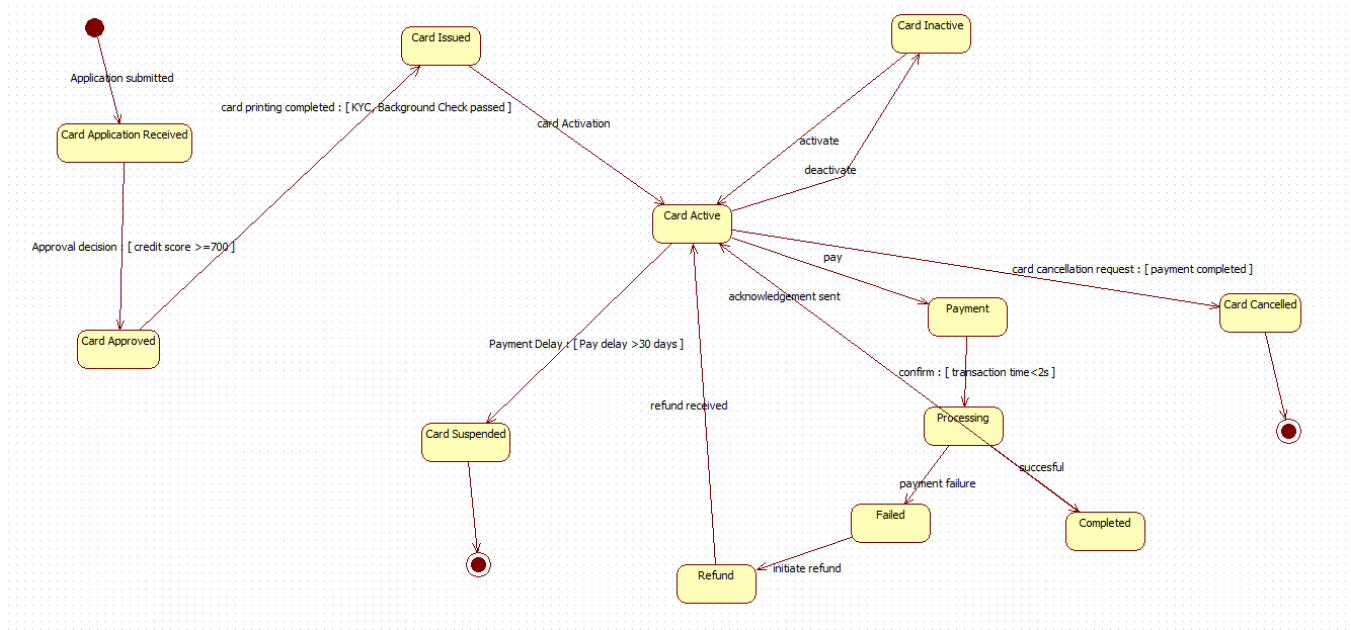 Card Issued
Card Inactive
Application submitted
card printing completed : [ KYC, Background Check passed ]
card Activation
Card Application Received
activate
deactivate
Card Active
Approval decision : [ credit score >=700 ]
pay
card cancellation request : [ payment completed ]
acknowledgement sent
Payment
Card Cancelled
Card Approved
Payment Delay : [ Pay delay >30 days ]
confirm : [ transaction time<2s ]
refund received
Processing
Card Suspended
succesful
payment failure
Failed
Completed
Refund
initiate refund